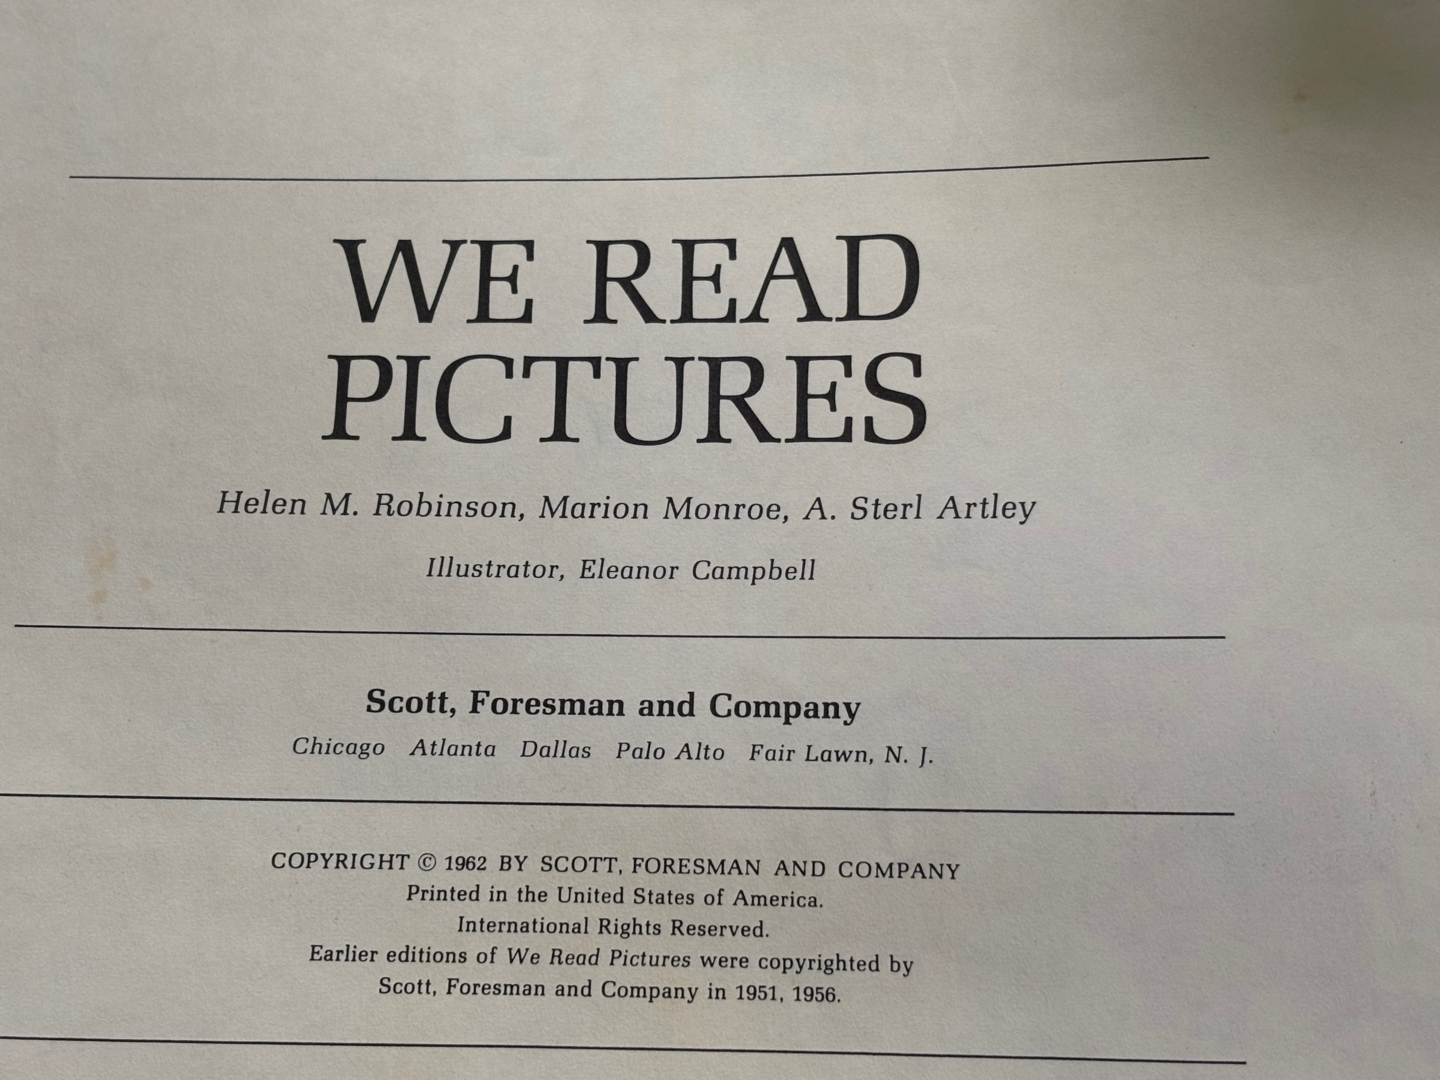 WE READ
PICTURES
Helen M. Robinson, Marion Monroe, A. Sterl Artley
Illustrator, Eleanor Campbell
Scott, Foresman and Company
Chicago Atlanta Dallas Palo Alto Fair Lawn, N. J.
COPYRIGHT © 1962 BY SCOTT, FORESMAN AND COMPANY
Printed in the United States of America.
International Rights Reserved.
Earlier editions of We Read Pictures were copyrighted by
Scott, Foresman and Company in 1951, 1956.